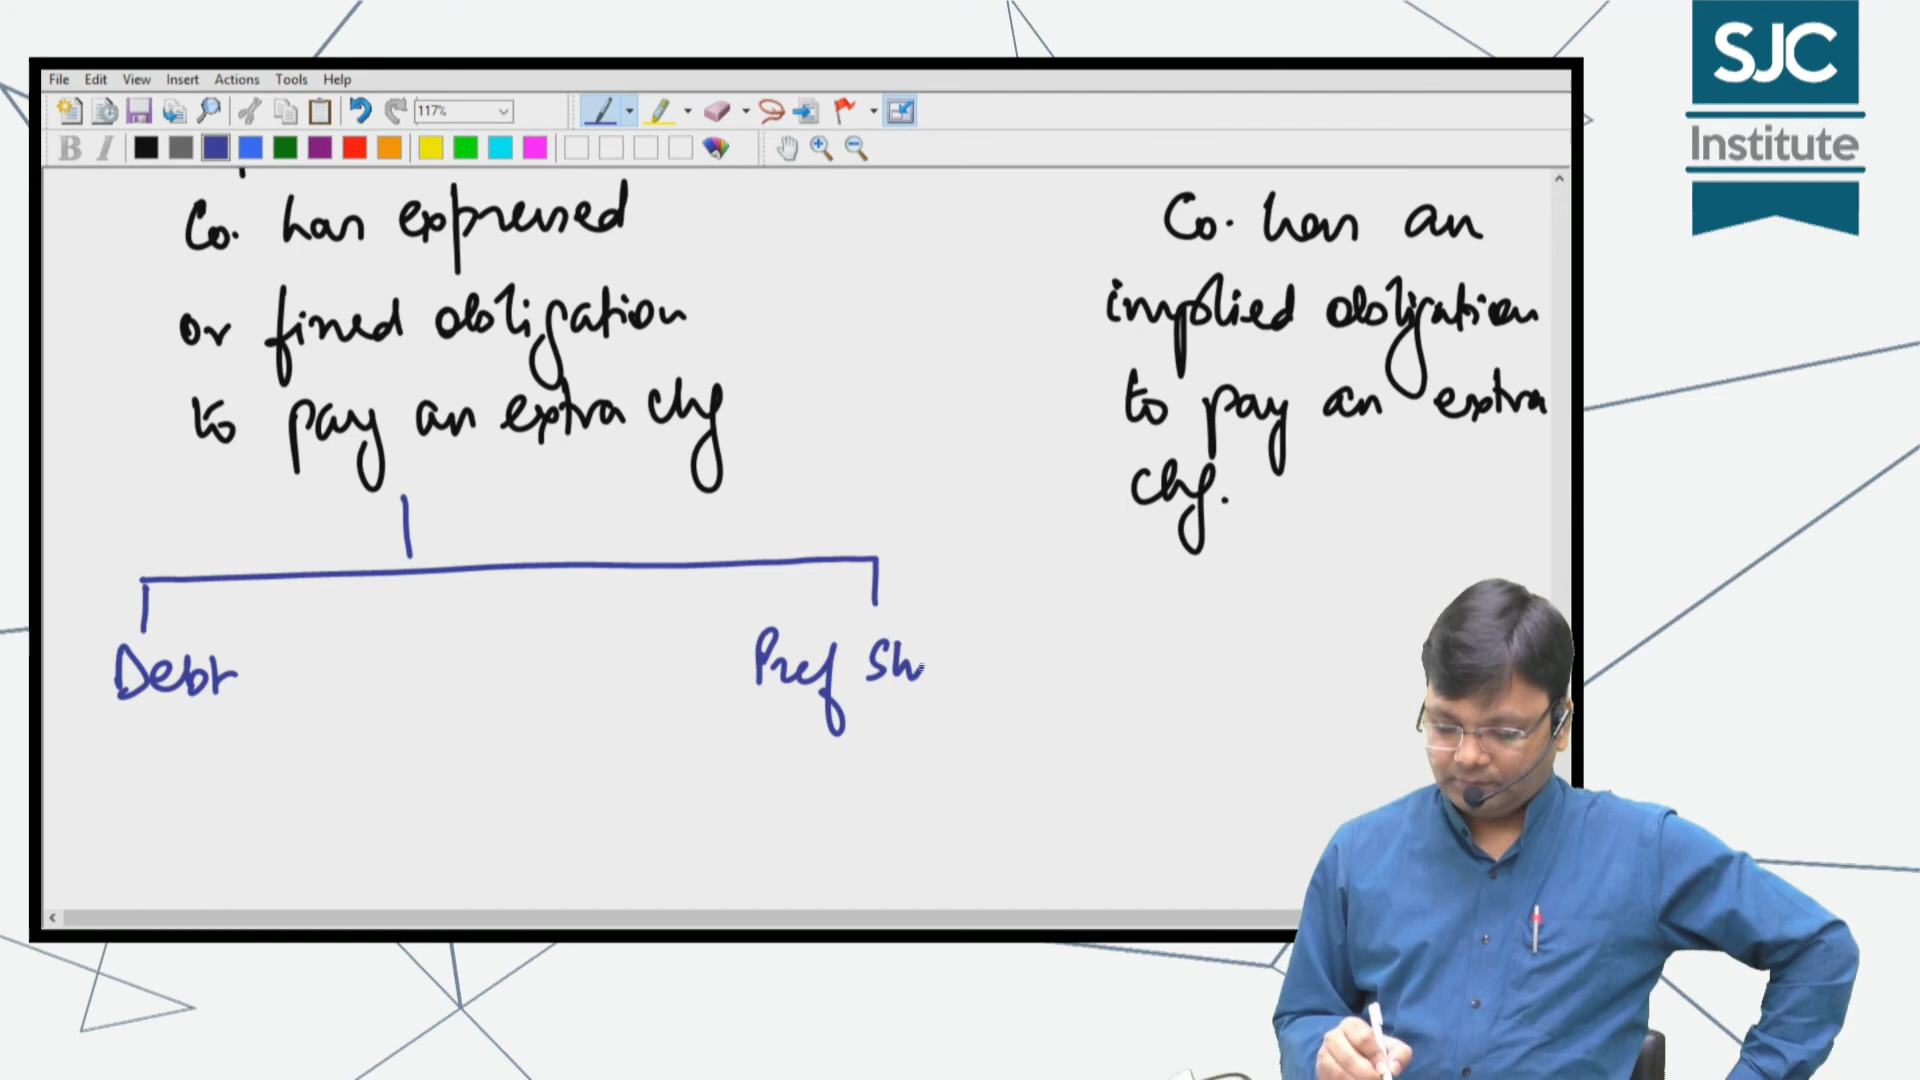 SJC
Institute
File Edit View Insert Actions Tools Help
117%
B I
Co. has expressed
or fixed obligation
to pay an extra chg
Co. has an
implied obligation
to pay an extra
chg.
Debt
Pref Sh